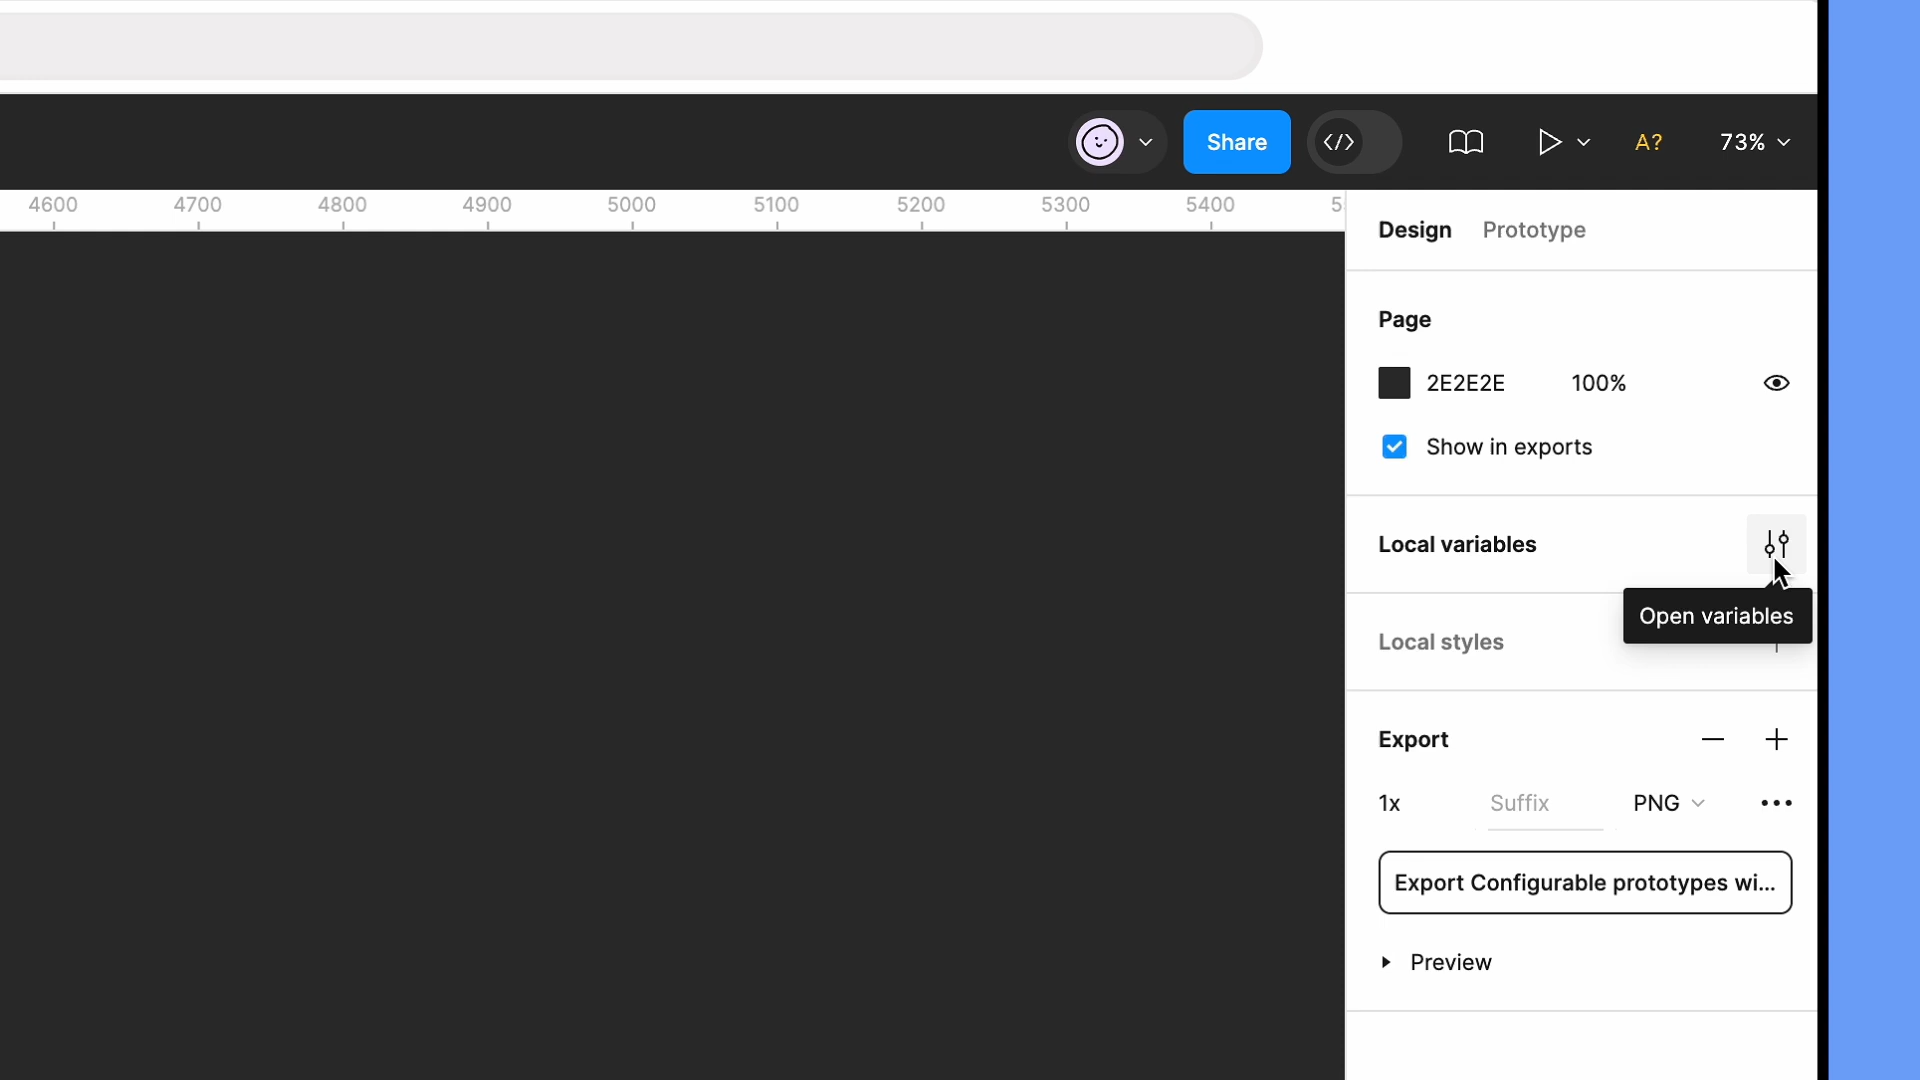 Share
</>
A?
73%
4600 4700 4800 4900 5000 5100 5200 5300 5400
Design Prototype
Page
2E2E2E 100%
Show in exports
Local variables
Open variables
Local styles
Export
1x Suffix PNG
Export Configurable prototypes wi...
Preview